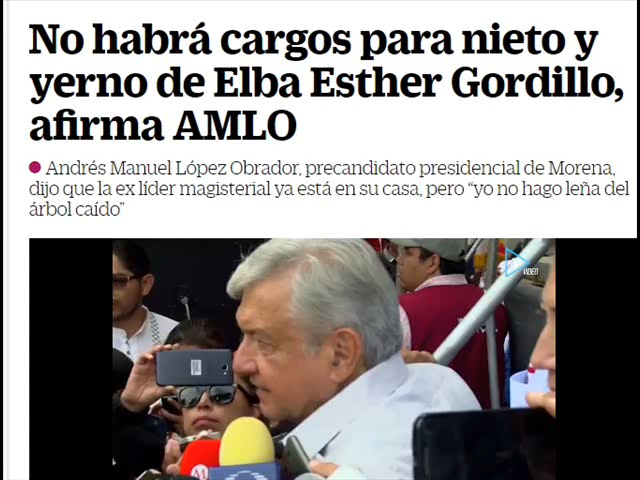 No habrá cargos para nieto y
yerno de Elba Esther Gordillo,
afirma AMLO
Andrés Manuel López Obrador, precandidato presidencial de Morena,
dijo que la ex líder magisterial ya está en su casa, pero “yo no hago leña del
árbol caído”
VIDEO